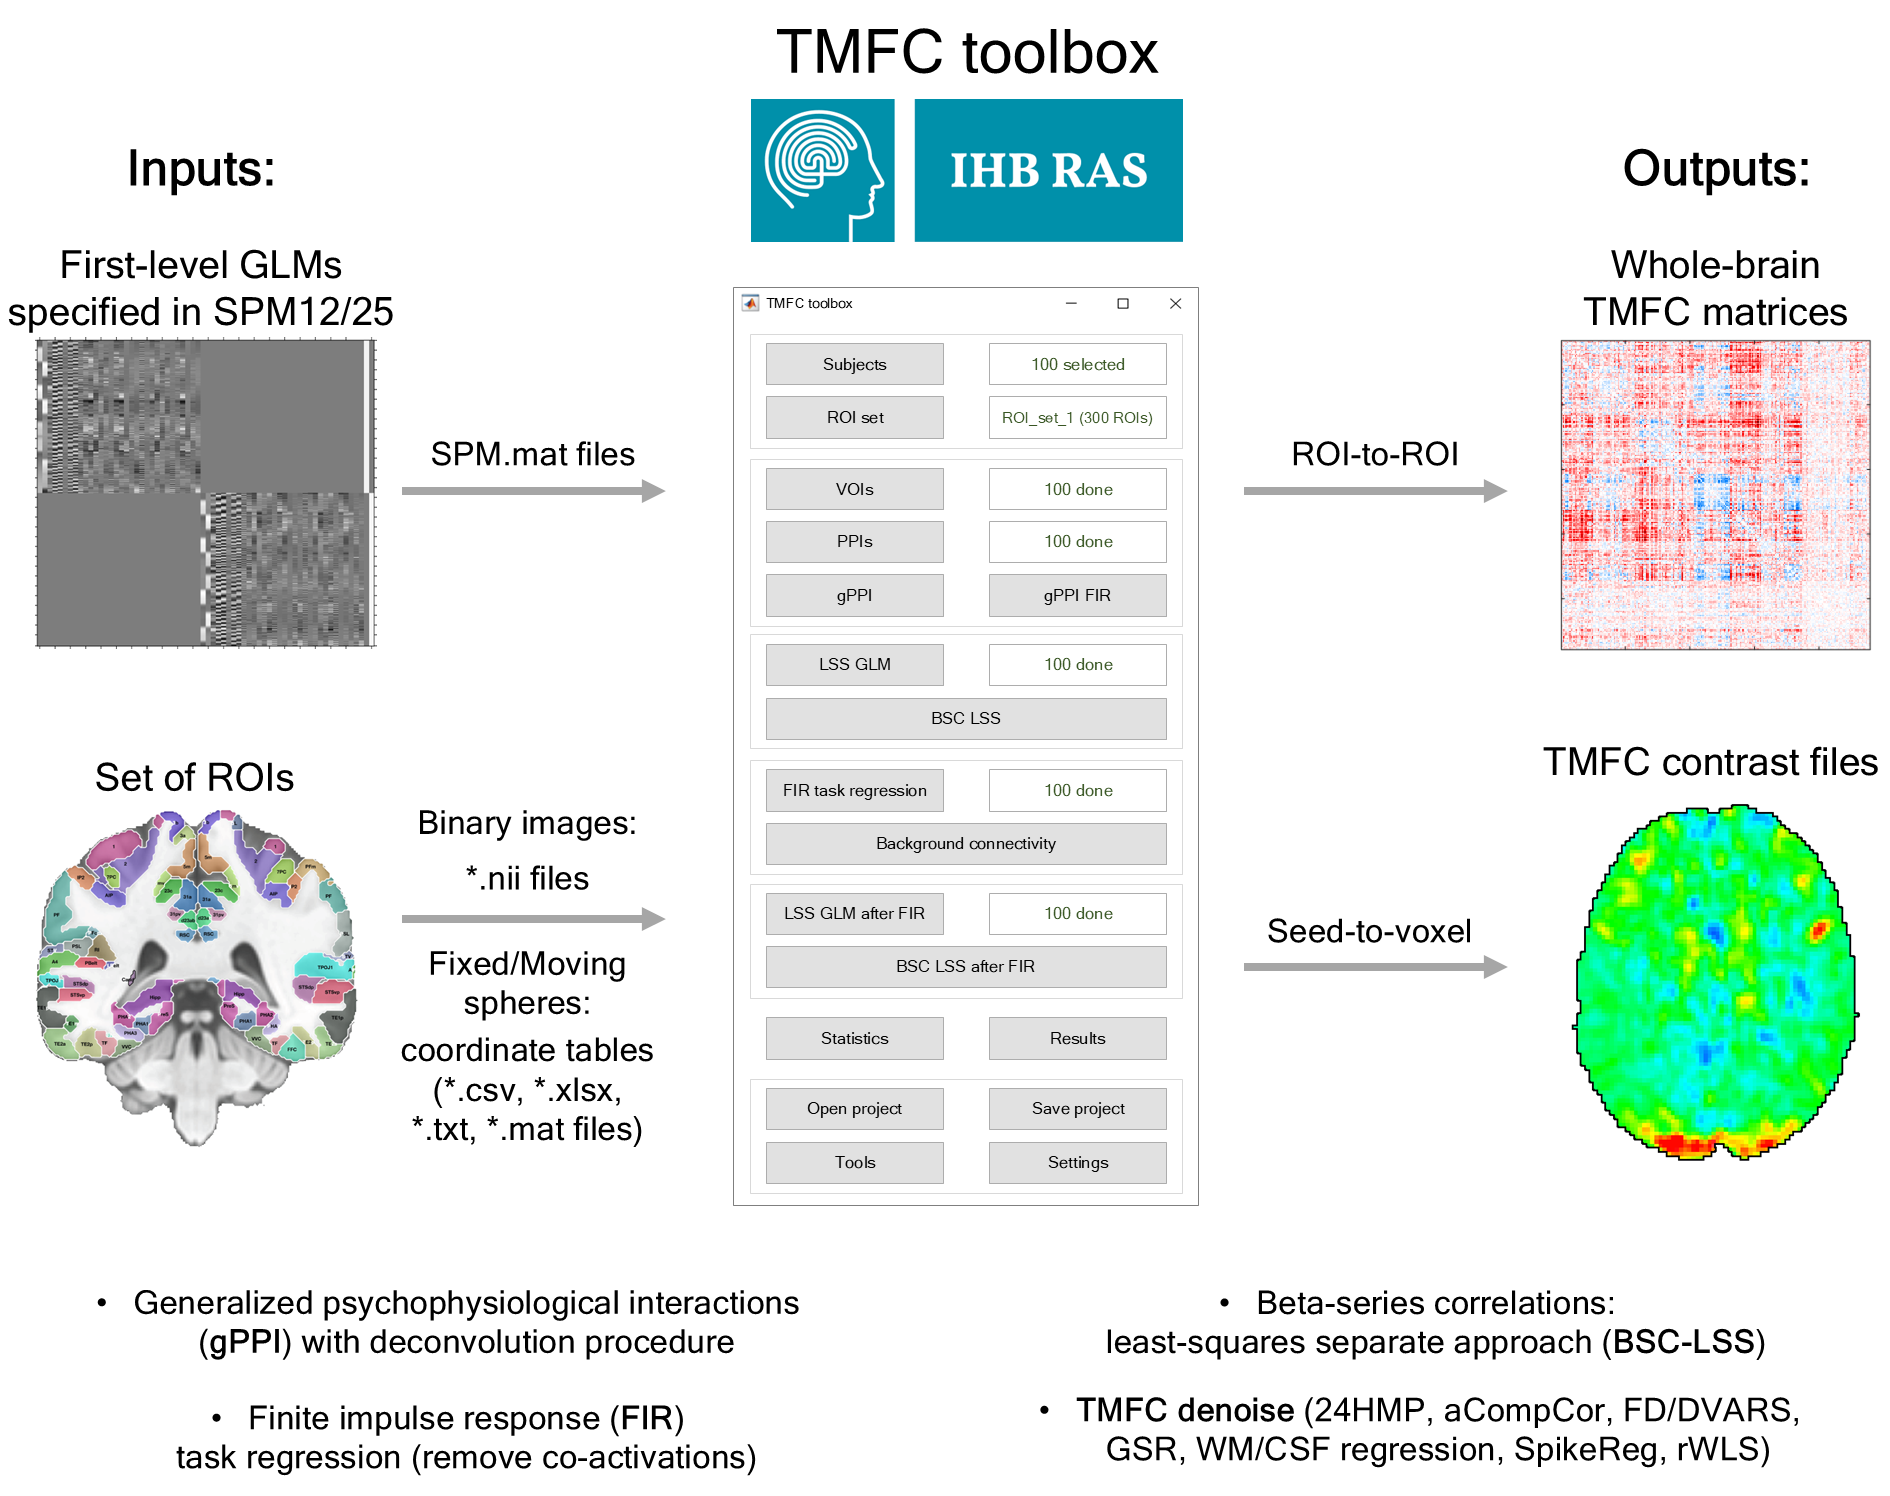 TMFC toolbox
IHB RAS
Inputs:
First-level GLMs
specified in SPM12/25
SPM.mat files
Set of ROIs
Binary images:
*.nii files
Fixed/Moving
spheres:
coordinate tables
(*.csv, *.xlsx,
*.txt, *.mat files)
TMFC toolbox
Subjects
100 selected
ROI set
ROI_set_1 (300 ROIs)
VOIs
100 done
PPIs
100 done
gPPI
gPPI FIR
LSS GLM
100 done
BSC LSS
FIR task regression
100 done
Background connectivity
LSS GLM after FIR
100 done
BSC LSS after FIR
Statistics
Results
Open project
Save project
Tools
Settings
Outputs:
Whole-brain
TMFC matrices
ROI-to-ROI
TMFC contrast files
Seed-to-voxel
• Generalized psychophysiological interactions
(gPPI) with deconvolution procedure
• Finite impulse response (FIR)
task regression (remove co-activations)
• Beta-series correlations:
least-squares separate approach (BSC-LSS)
• TMFC denoise (24HMP, aCompCor, FD/DVARS,
GSR, WM/CSF regression, SpikeReg, rWLS)